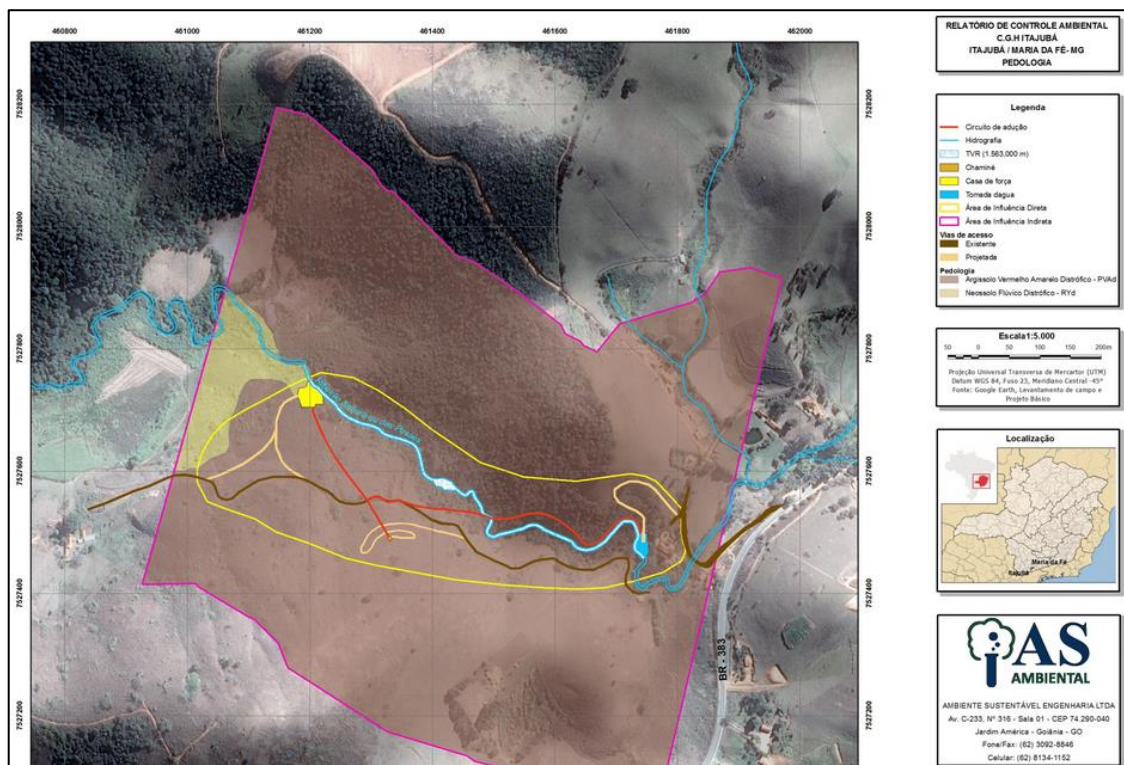 RELATÓRIO DE CONTROLE AMBIENTAL
C.G.H ITAJUBÁ
ITAJUBÁ / MARIA DA FÉ- MG
PEDOLOGIA
460800
461000
461200
461400
461600
461800
462000
7528200
7528000
7527800
7527600
7527400
7527200
7528200
7528000
7527800
7527600
7527400
7527200
BR - 383
Legenda
Circuito de adução
Hidrografia
TVR (1.563,000 m)
Chaminé
Casa de força
Tomada dagua
Área de Influência Direta
Área de Influência Indireta
Vias de acesso
Existente
Projetada
Pedologia
Argissolo Vermelho Amarelo Distrófico - PVAd
Neossolo Flúvico Distrófico - RYd
Escala1:5.000
50 0 50 100 150 200m
Projeção Universal Transversa de Mercartor (UTM)
Datum WGS 84, Fuso 23, Meridiano Central -45°
Fonte: Google Earth, Levantamento de campo e
Projeto Básico
Localização
Maria da Fé
Itajubá
AS
AMBIENTAL
AMBIENTE SUSTENTÁVEL ENGENHARIA LTDA
Av. C-233, Nº 316 - Sala 01 - CEP 74.290-040
Jardim América - Goiânia - GO
Fone/Fax: (62) 3092-8846
Celular: (62) 8134-1152